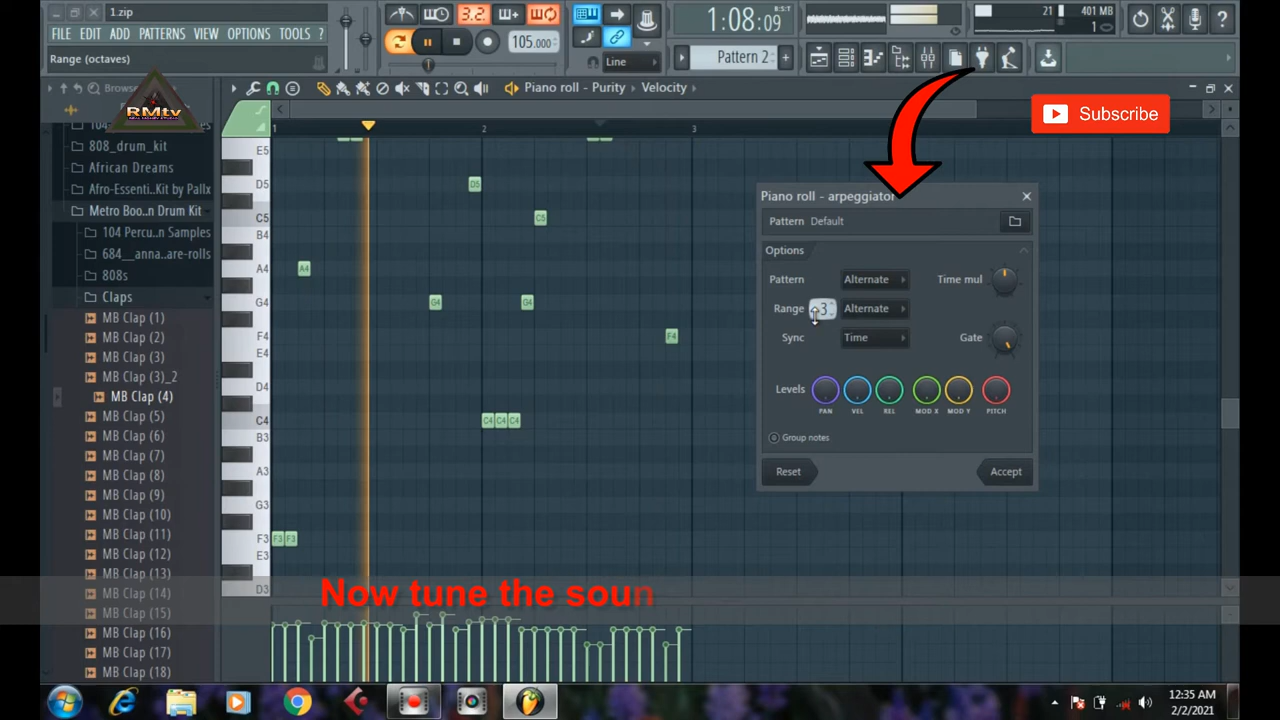 1.zip
FILE EDIT ADD PATTERNS VIEW OPTIONS TOOLS ?
Range (octaves)
3.2
105.000
1:08:09
B:S:T
21
401 MB
1
Line
Pattern 2
Piano roll - Purity Velocity
Subscribe
Browse
RMtv
808_drum_kit
African Dreams
Afro-Essenti..Kit by Pallx
Metro Boo..n Drum Kit
104 Percu..n Samples
684__anna..are-rolls
808s
Claps
MB Clap (1)
MB Clap (2)
MB Clap (3)
MB Clap (3)_2
MB Clap (4)
MB Clap (5)
MB Clap (6)
MB Clap (7)
MB Clap (8)
MB Clap (9)
MB Clap (10)
MB Clap (11)
MB Clap (12)
MB Clap (13)
MB Clap (14)
MB Clap (15)
MB Clap (16)
MB Clap (17)
MB Clap (18)
1 2 3
E5
D5 D5
C5 C5
B4
A4 A4
G4 G4 G4
F4 F4
E4
D4
C4 C4 C4 C4
B3
A3
G3
F3 F3 F3
E3
D3
Piano roll - arpeggiator
Pattern Default
Options
Pattern Alternate Time mul
Range 3 Alternate
Sync Time Gate
Levels
PAN VEL REL MOD X MOD Y PITCH
Group notes
Reset Accept
Now tune the soun
12:35 AM
2/2/2021